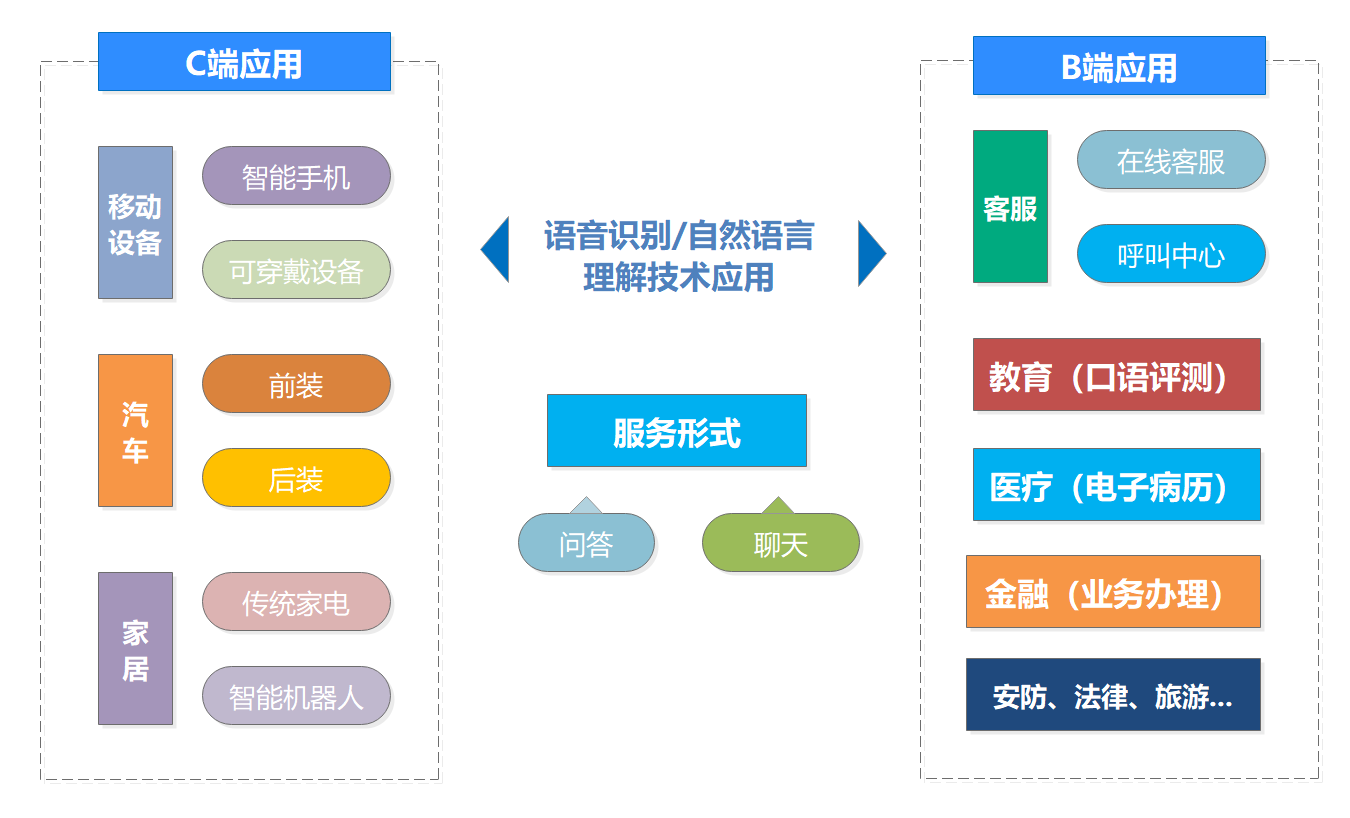 C端应用
移动
设备
智能手机
可穿戴设备
汽
车
前装
后装
家
居
传统家电
智能机器人
语音识别/自然语言
理解技术应用
服务形式
问答
聊天
B端应用
客服
在线客服
呼叫中心
教育（口语评测）
医疗（电子病历）
金融（业务办理）
安防、法律、旅游...